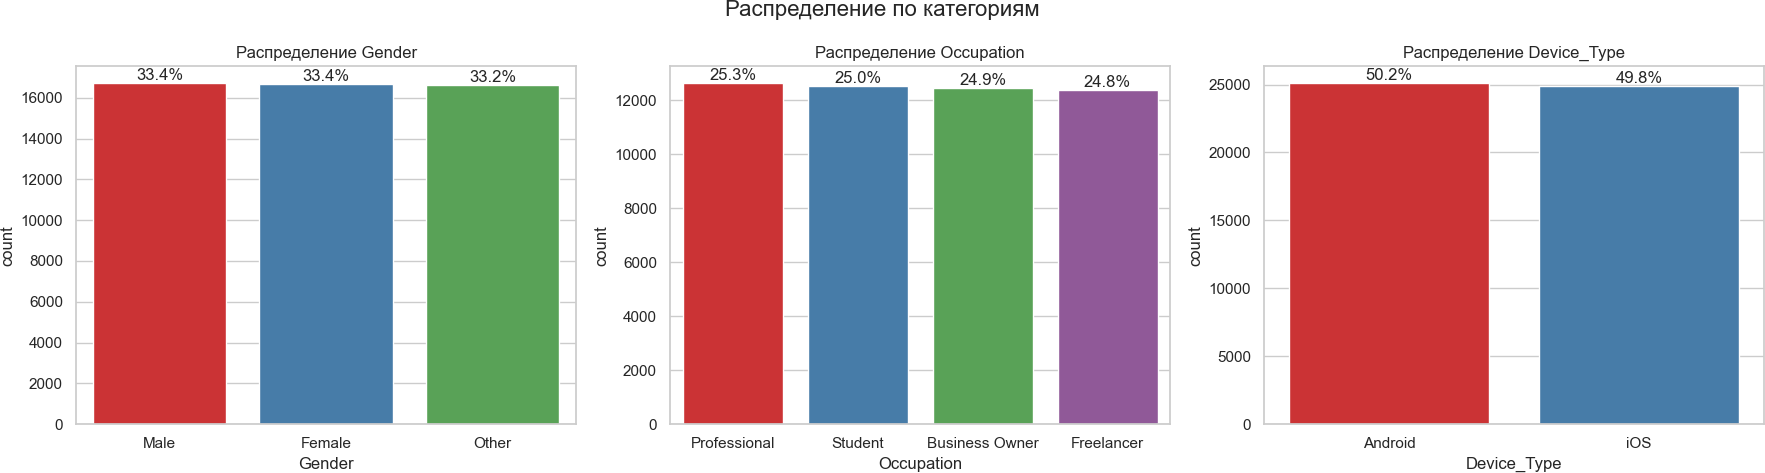 Распределение по категориям
Распределение Gender
33.4%
33.4%
33.2%
16000
14000
12000
10000
8000
6000
4000
2000
0
count
Male
Female
Other
Gender
Распределение Occupation
25.3%
25.0%
24.9%
24.8%
12000
10000
8000
6000
4000
2000
0
count
Professional
Student
Business Owner
Freelancer
Occupation
Распределение Device_Type
50.2%
49.8%
25000
20000
15000
10000
5000
0
count
Android
iOS
Device_Type